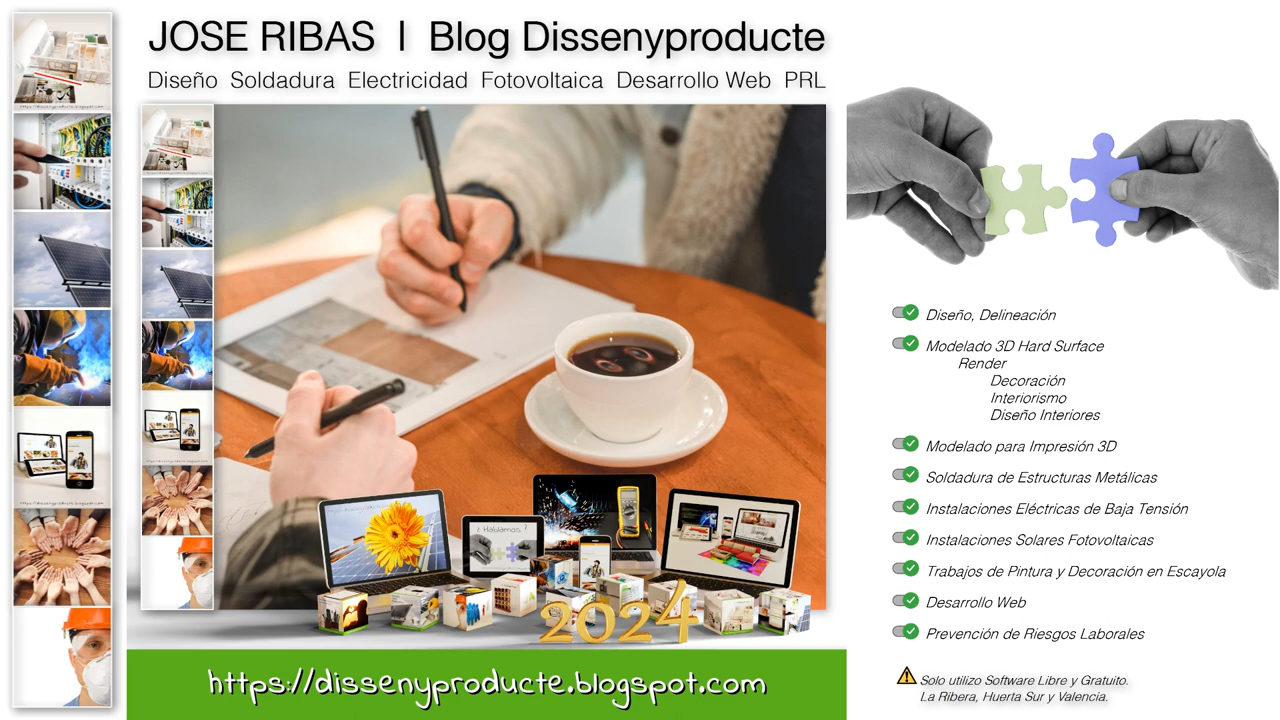 JOSE RIBAS | Blog Dissenyproducte
Diseño Soldadura Electricidad Fotovoltaica Desarrollo Web PRL
¿Hablamos?
2024
https://dissenyproducte.blogspot.com
Diseño, Delineación
Modelado 3D Hard Surface
Render
Decoración
Interiorismo
Diseño Interiores
Modelado para Impresión 3D
Soldadura de Estructuras Metálicas
Instalaciones Eléctricas de Baja Tensión
Instalaciones Solares Fotovoltaicas
Trabajos de Pintura y Decoración en Escayola
Desarrollo Web
Prevención de Riesgos Laborales
Solo utilizo Software Libre y Gratuito.
La Ribera, Huerta Sur y Valencia.